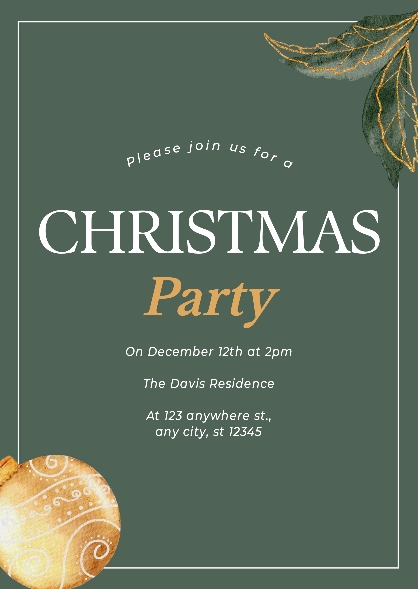 Please join us for a
CHRISTMAS
Party
On December 12th at 2pm
The Davis Residence
At 123 anywhere st.,
any city, st 12345